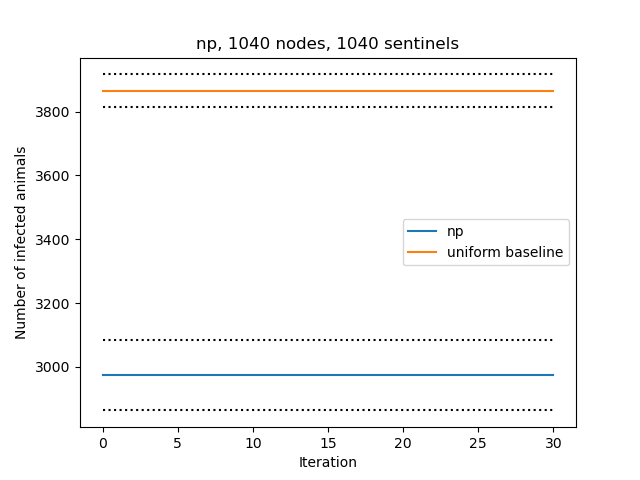 np, 1040 nodes, 1040 sentinels
3800
3600
3400
3200
3000
Number of infected animals
np
uniform baseline
0 5 10 15 20 25 30
Iteration